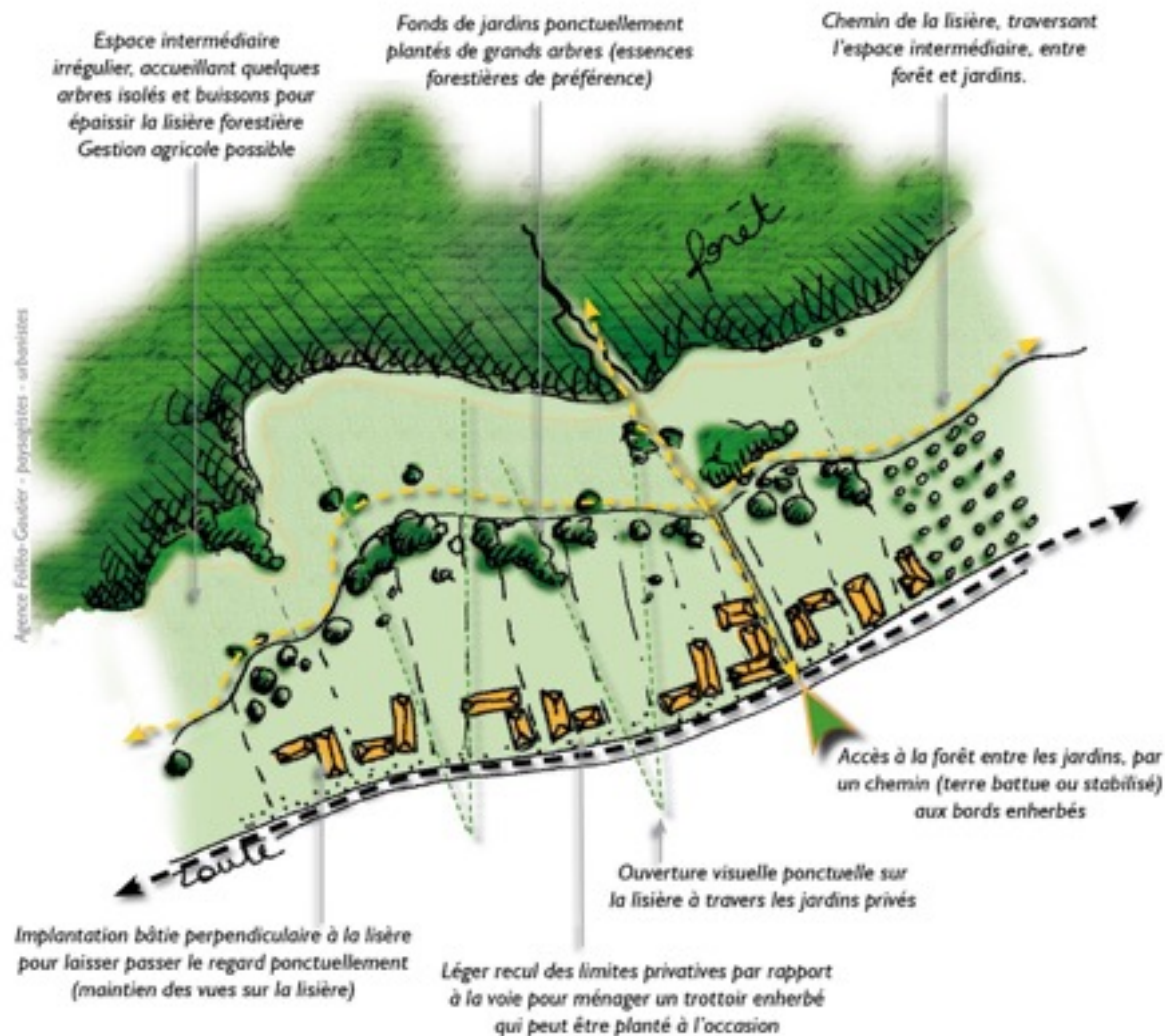 Espace intermédiaire
irrégulier, accueillant quelques
arbres isolés et buissons pour
épaissir la lisière forestière
Gestion agricole possible
Fonds de jardins ponctuellement
plantés de grands arbres (essences
forestières de préférence)
Chemin de la lisière, traversant
l'espace intermédiaire, entre
forêt et jardins.
forêt
Agence Folléa-Gautier - paysagistes - urbanistes
Accès à la forêt entre les jardins, par
un chemin (terre battue ou stabilisé)
aux bords enherbés
route
Ouverture visuelle ponctuelle sur
la lisière à travers les jardins privés
Implantation bâtie perpendiculaire à la lisère
pour laisser passer le regard ponctuellement
(maintien des vues sur la lisière)
Léger recul des limites privatives par rapport
à la voie pour ménager un trottoir enherbé
qui peut être planté à l'occasion